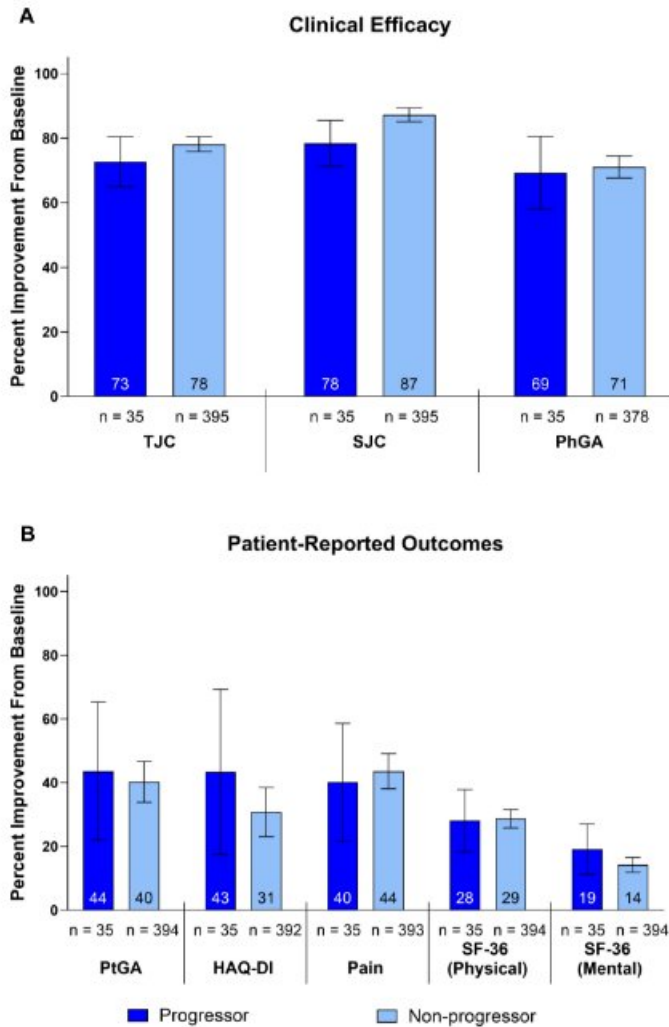 A
Clinical Efficacy
Percent Improvement From Baseline
100
80
60
40
20
0
73 78 78 87 69 71
n = 35 n = 395 n = 35 n = 395 n = 35 n = 378
TJC SJC PhGA
B
Patient-Reported Outcomes
Percent Improvement From Baseline
100
80
60
40
20
0
44 40 43 31 40 44 28 29 19 14
n = 35 n = 394 n = 35 n = 392 n = 35 n = 393 n = 35 n = 394 n = 35 n = 394
PtGA HAQ-DI Pain SF-36 (Physical) SF-36 (Mental)
Progressor Non-progressor